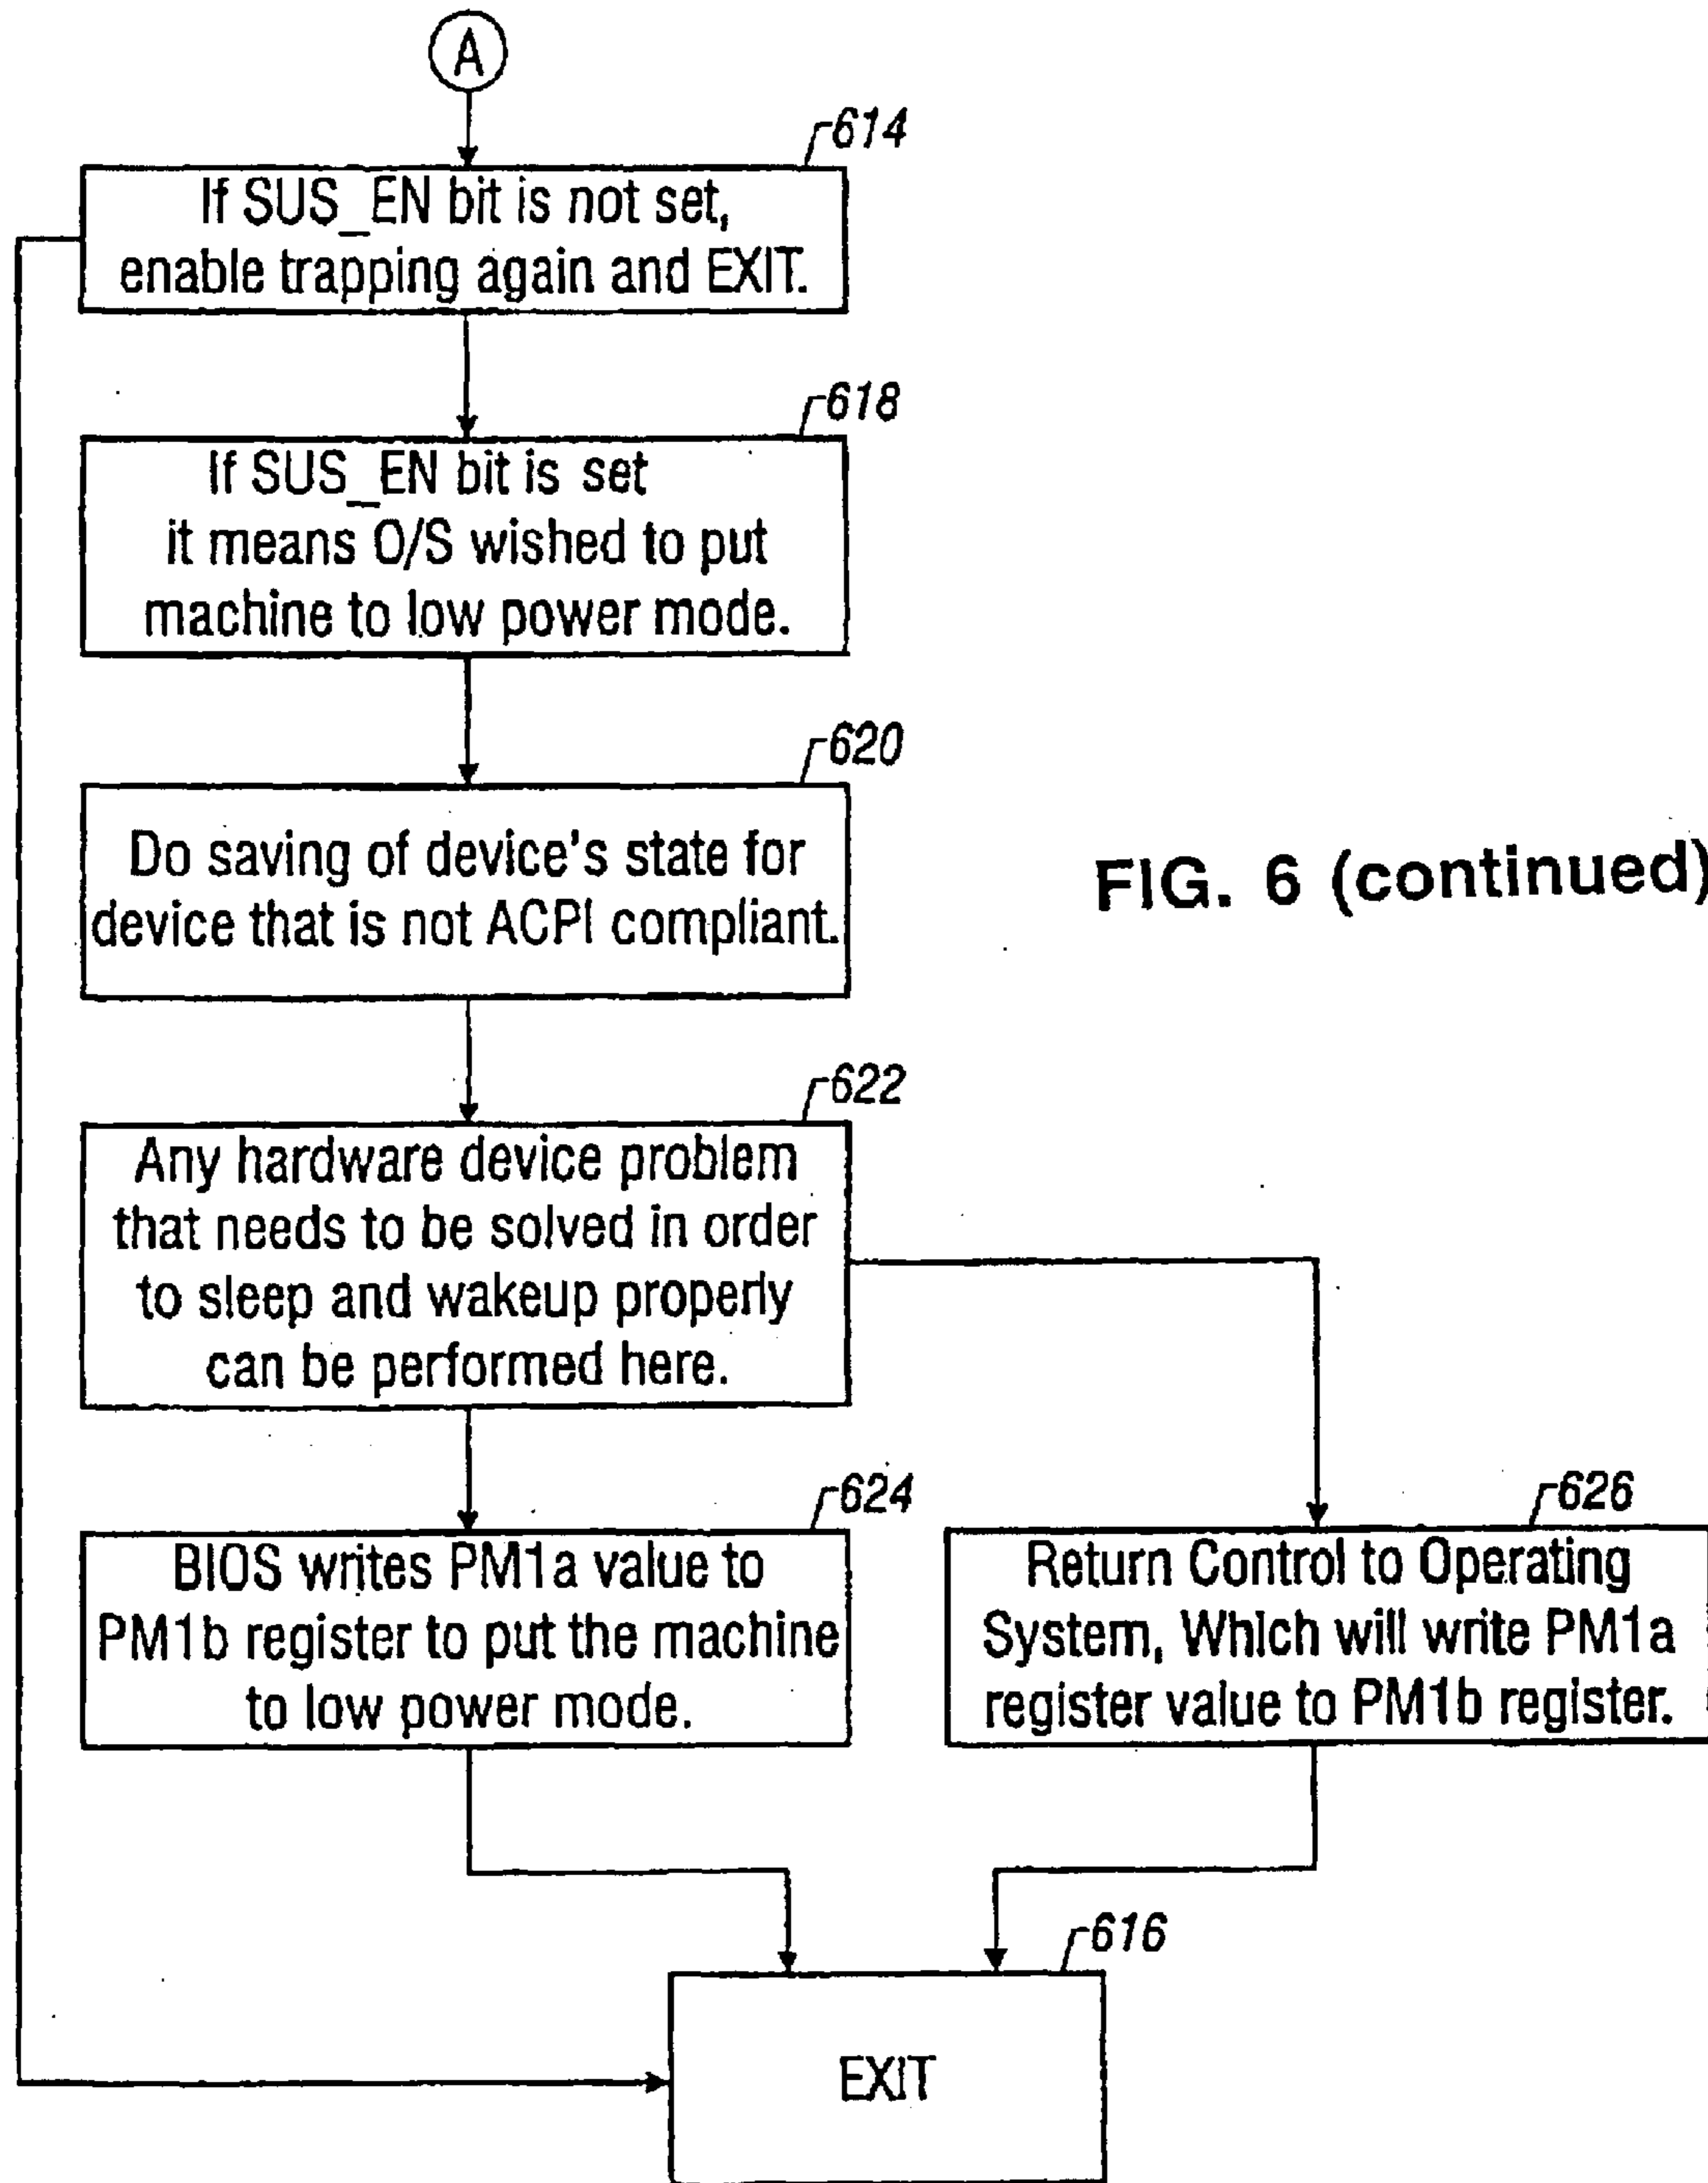 A
614
If SUS_EN bit is not set,
enable trapping again and EXIT.
618
If SUS_EN bit is set
it means O/S wished to put
machine to low power mode.
620
Do saving of device's state for
device that is not ACPI compliant.
FIG. 6 (continued)
622
Any hardware device problem
that needs to be solved in order
to sleep and wakeup properly
can be performed here.
624
BIOS writes PM1a value to
PM1b register to put the machine
to low power mode.
626
Return Control to Operating
System, Which will write PM1a
register value to PM1b register.
616
EXIT